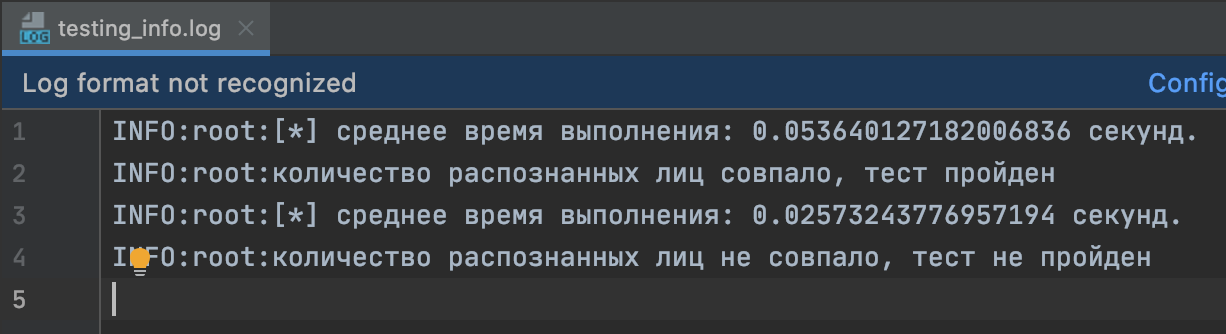 LOG testing_info.log
Log format not recognized Config
1 INFO:root:[*] среднее время выполнения: 0.053640127182006836 секунд.
2 INFO:root:количество распознанных лиц совпало, тест пройден
3 INFO:root:[*] среднее время выполнения: 0.02573243776957194 секунд.
4 INFO:root:количество распознанных лиц не совпало, тест не пройден
5